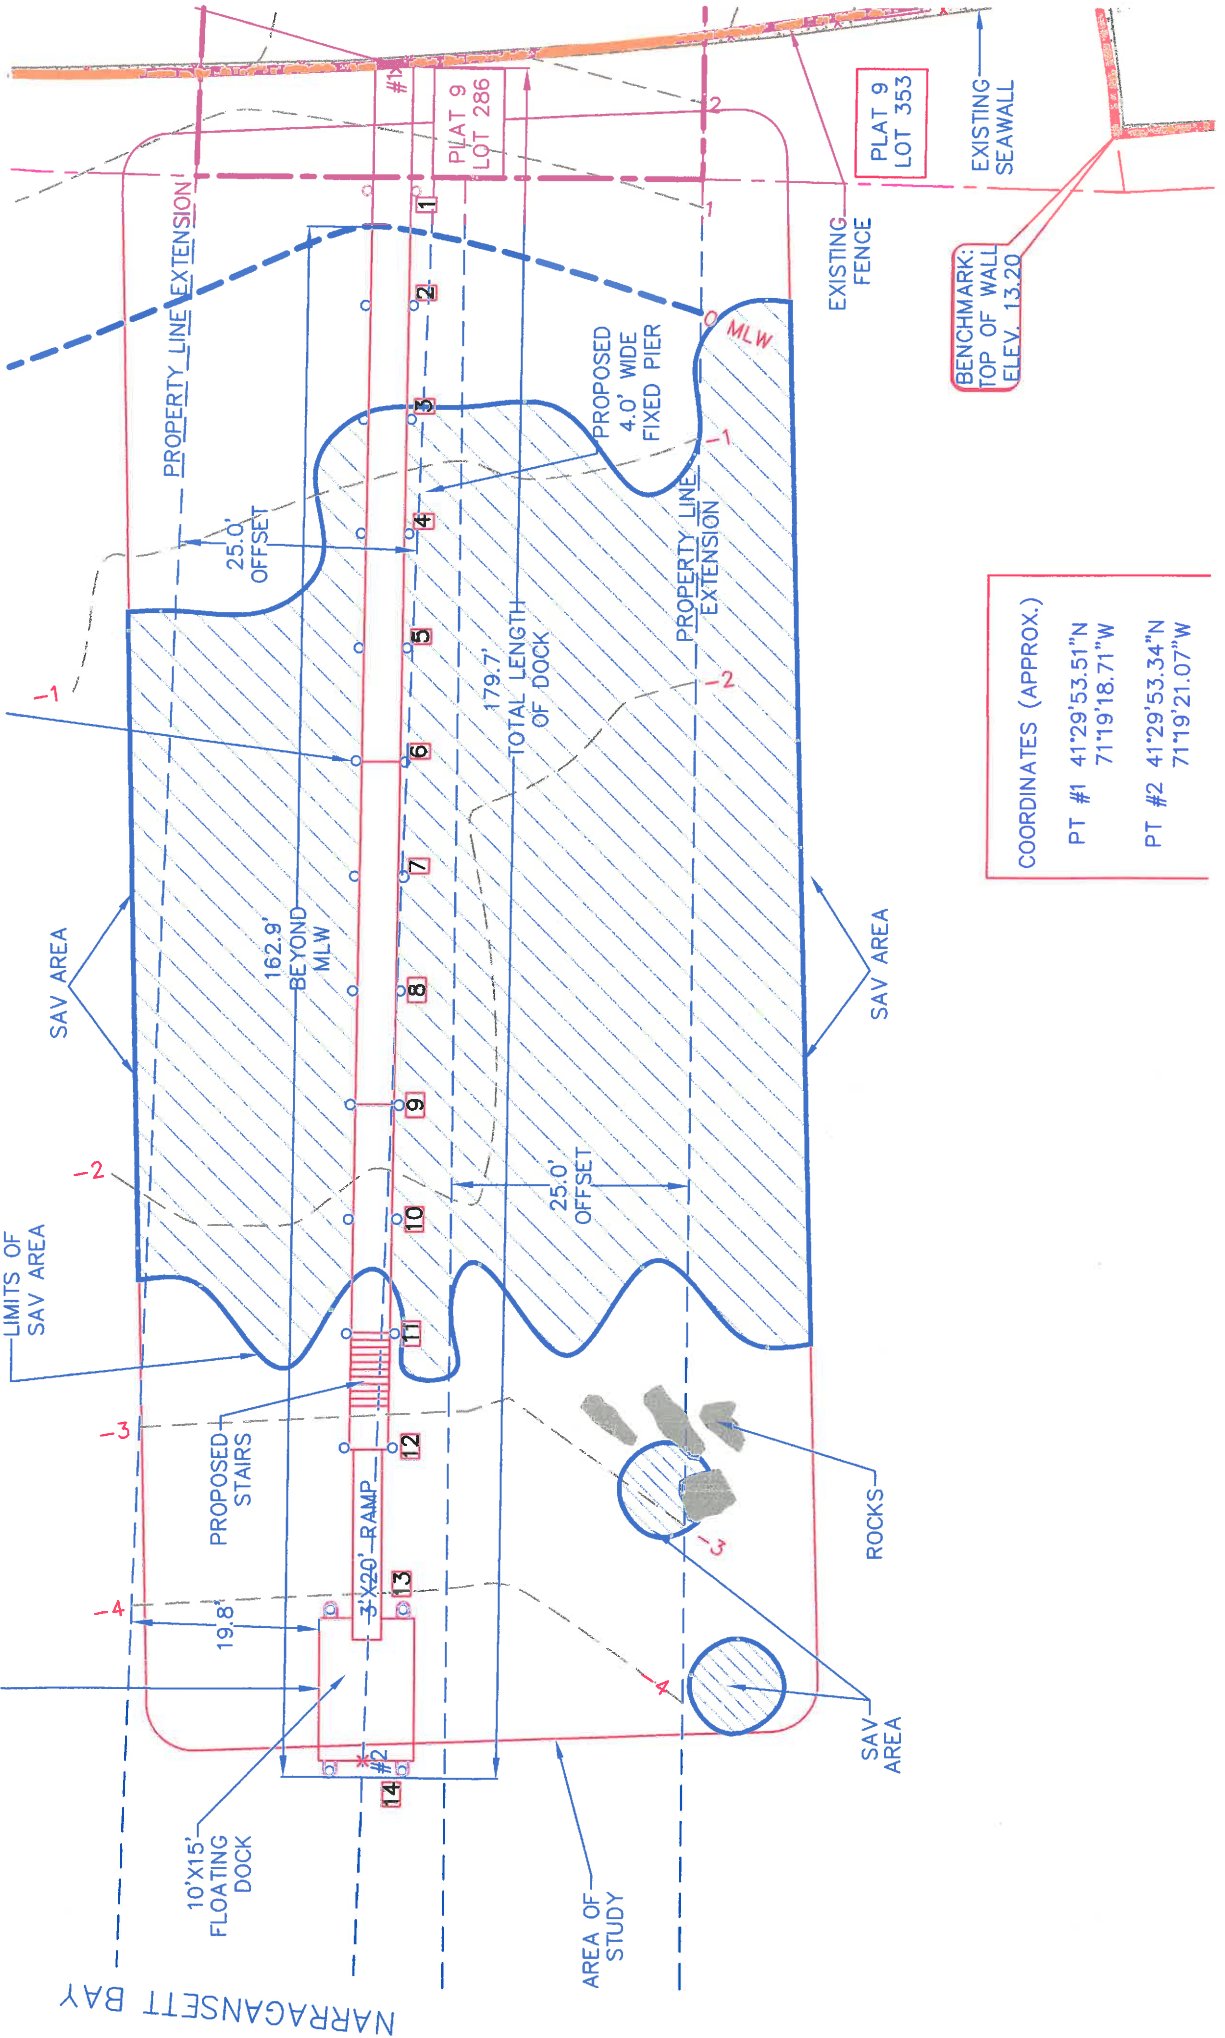 NARRAGANSETT BAY
10'X15'
FLOATING
DOCK
19.8'
-4
-3
PROPOSED
STAIRS
LIMITS OF
SAV AREA
-2
SAV AREA
-1
162.9'
BEYOND
MLW
25.0'
OFFSET
PROPERTY LINE EXTENSION
#1
PLAT 9
LOT 286
#2
14
3'X20' RAMP
13
12
11
10
9
8
7
6
5
4
3
2
1
179.7'
TOTAL LENGTH
OF DOCK
PROPOSED
4.0' WIDE
FIXED PIER
25.0'
OFFSET
PROPERTY LINE
EXTENSION
AREA OF
STUDY
-4
-3
-2
-1
0
MLW
1
2
SAV
AREA
ROCKS
SAV AREA
EXISTING
FENCE
PLAT 9
LOT 353
EXISTING
SEAWALL
BENCHMARK:
TOP OF WALL
ELEV. 13.20
COORDINATES (APPROX.)
PT #1 41°29'53.51"N
71°19'18.71"W
PT #2 41°29'53.34"N
71°19'21.07"W